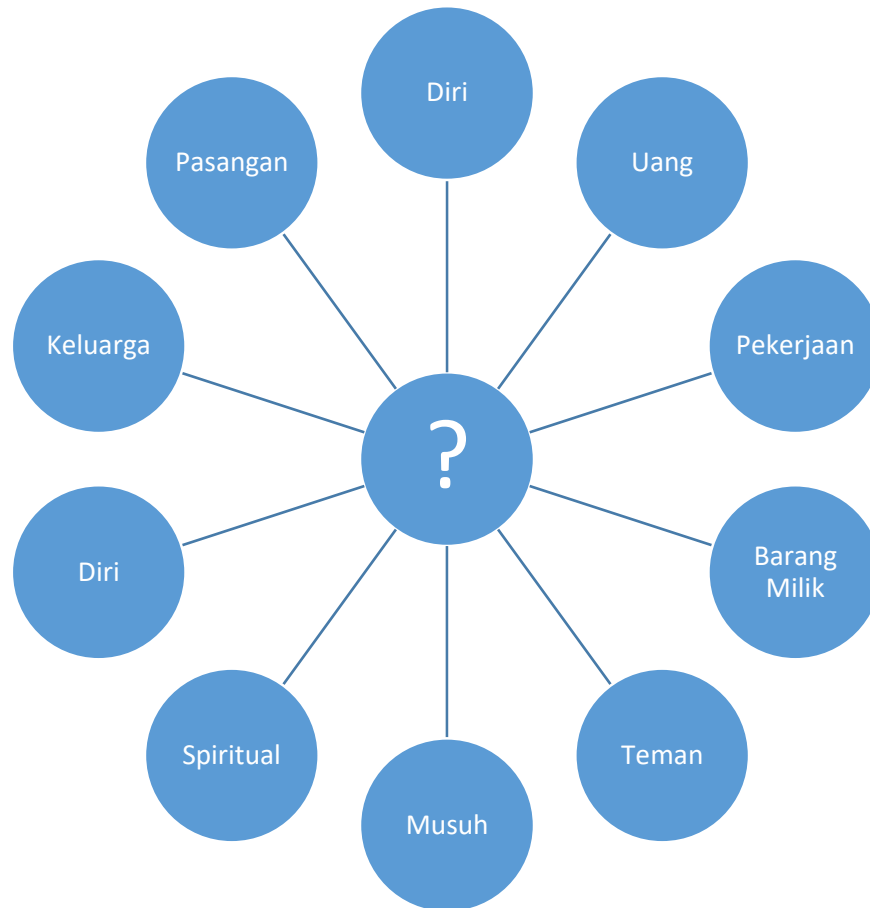 Diri
Uang
Pekerjaan
Barang
Milik
Teman
Musuh
Spiritual
Diri
Keluarga
Pasangan
?